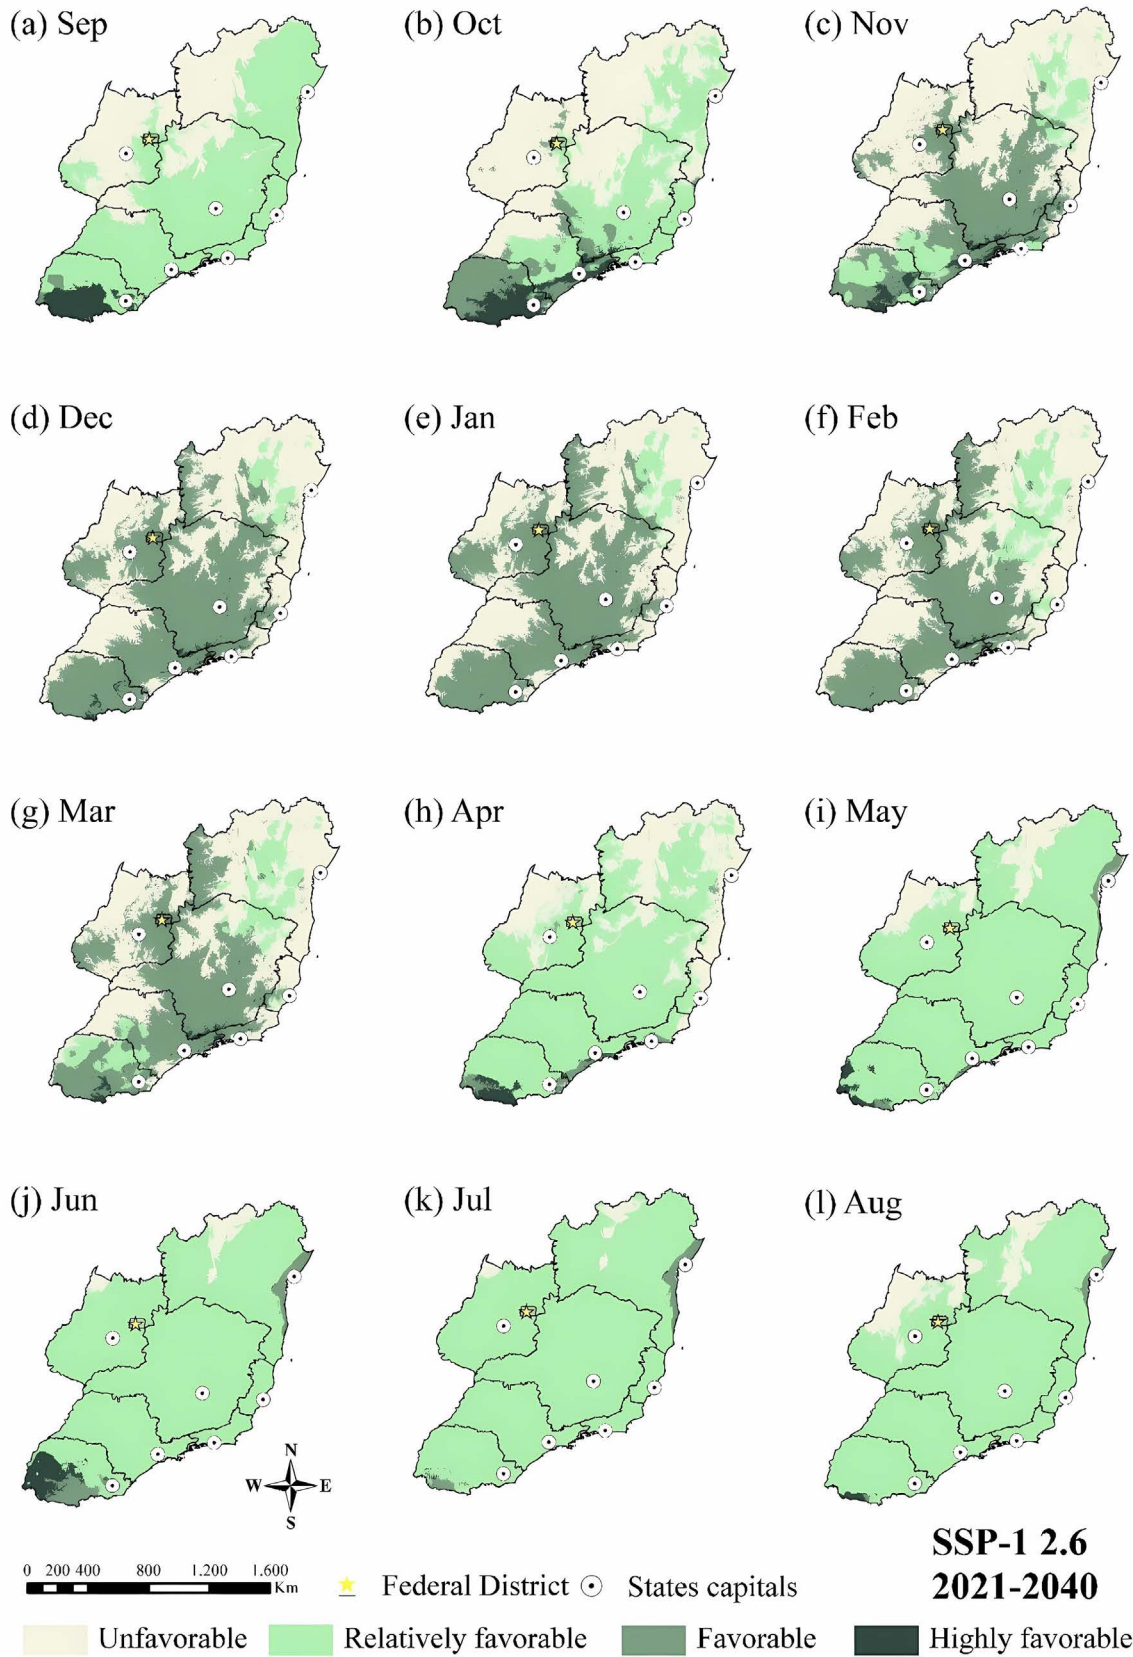 (a) Sep
(b) Oct
(c) Nov
(d) Dec
(e) Jan
(f) Feb
(g) Mar
(h) Apr
(i) May
(j) Jun
(k) Jul
(l) Aug
N
W E
S
SSP-1 2.6
2021-2040
0 200 400 800 1.200 1.600
Km
Federal District
States capitals
Unfavorable
Relatively favorable
Favorable
Highly favorable